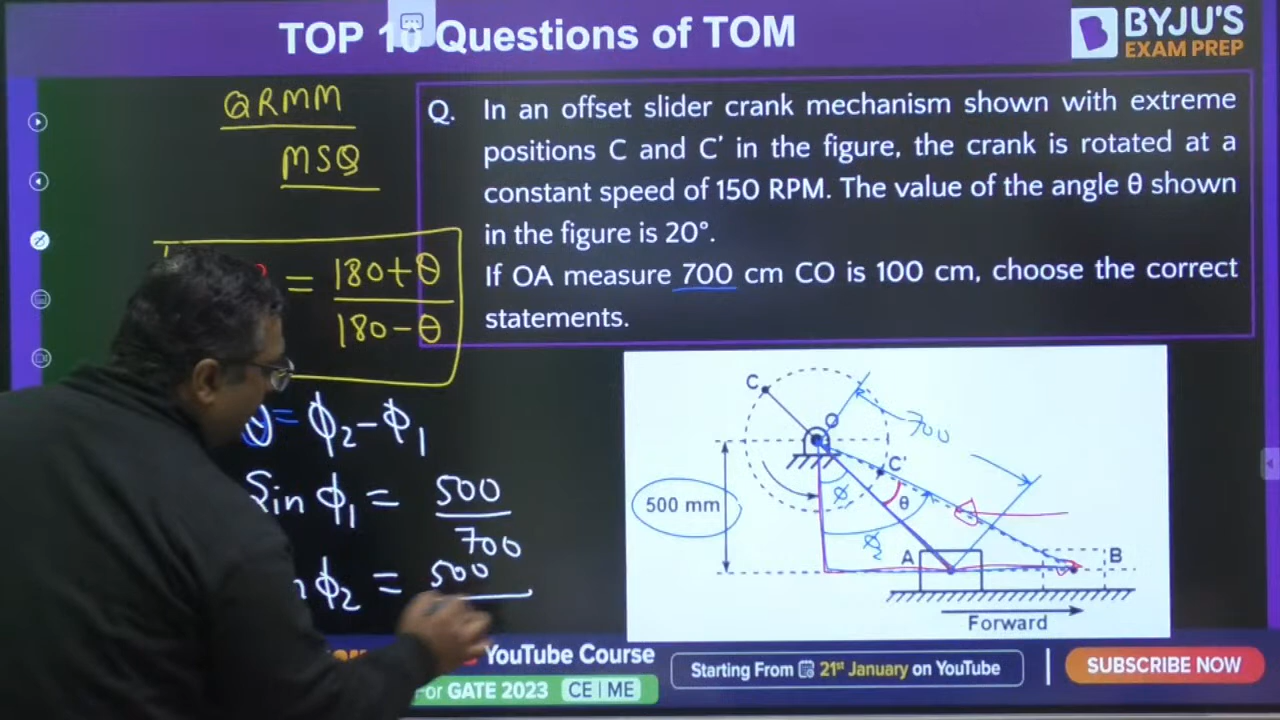 TOP 10 Questions of TOM
BYJU'S
EXAM PREP
QRMM
MSQ
= 180+θ
180-θ
Q. In an offset slider crank mechanism shown with extreme
positions C and C' in the figure, the crank is rotated at a
constant speed of 150 RPM. The value of the angle θ shown
in the figure is 20°.
If OA measure 700 cm CO is 100 cm, choose the correct
statements.
= ϕ₂-ϕ₁
Sin ϕ₁ = 500
700
ϕ₂ = 500
C
O
700
C'
500 mm
ϕ
θ
ϕ₂
A
B
Forward
YouTube Course
For GATE 2023 CE | ME
Starting From 21st January on YouTube
SUBSCRIBE NOW